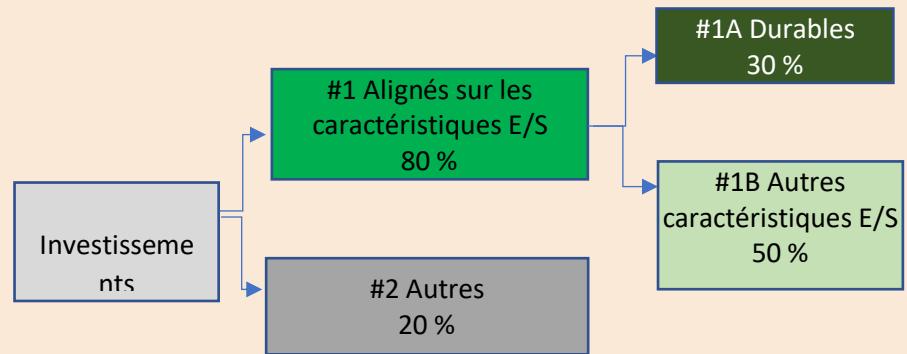 Investisseme
nts
#1 Alignés sur les
caractéristiques E/S
80 %
#2 Autres
20 %
#1A Durables
30 %
#1B Autres
caractéristiques E/S
50 %